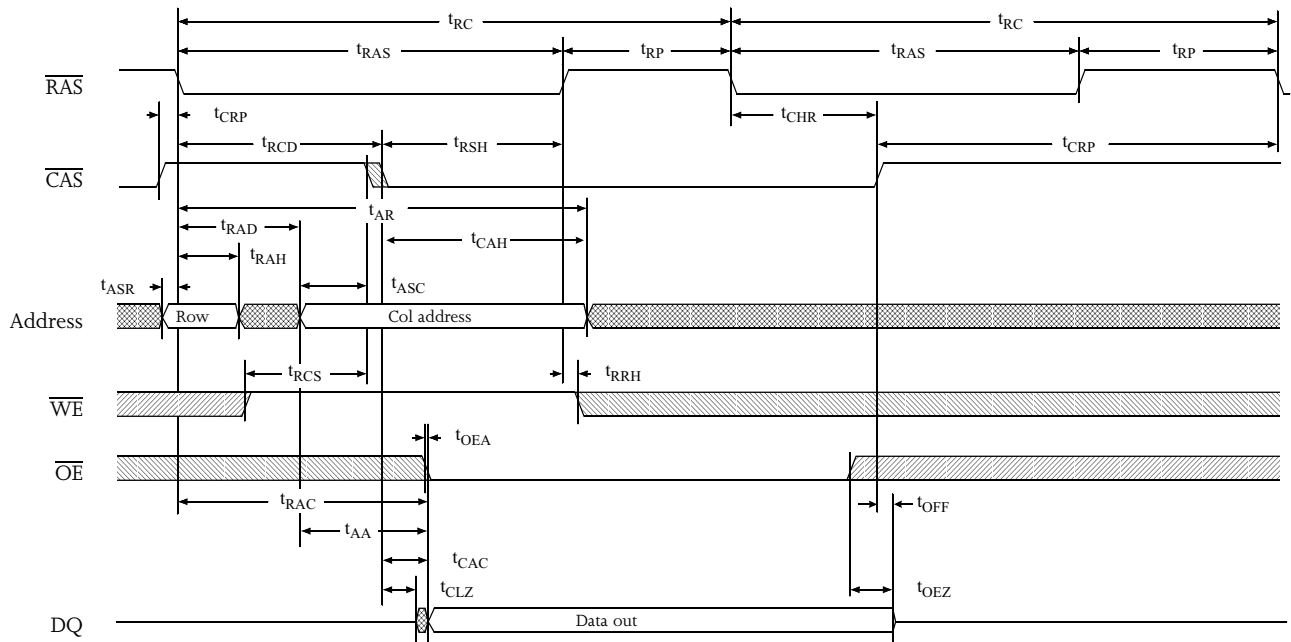 tRC tRC
tRAS tRP tRAS tRP
RAS
tCRP tCHR
tRCD tRSH tCRP
CAS
tAR
tRAD tCAH
tRAH
tASR tASC
Address Row Col address
tRCS tRRH
WE
tOEA
OE
tRAC tOFF
tAA
tCAC
tCLZ tOEZ
DQ Data out